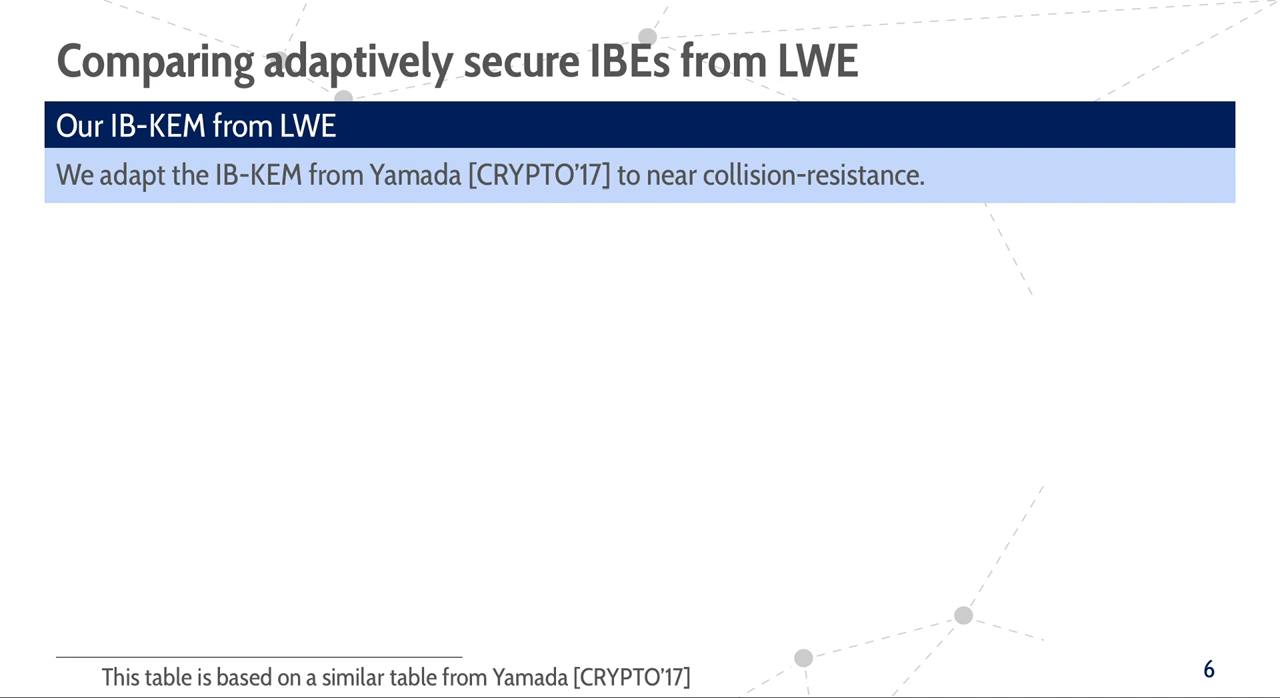 Comparing adaptively secure IBEs from LWE
Our IB-KEM from LWE
We adapt the IB-KEM from Yamada [CRYPTO’17] to near collision-resistance.
This table is based on a similar table from Yamada [CRYPTO’17]
6